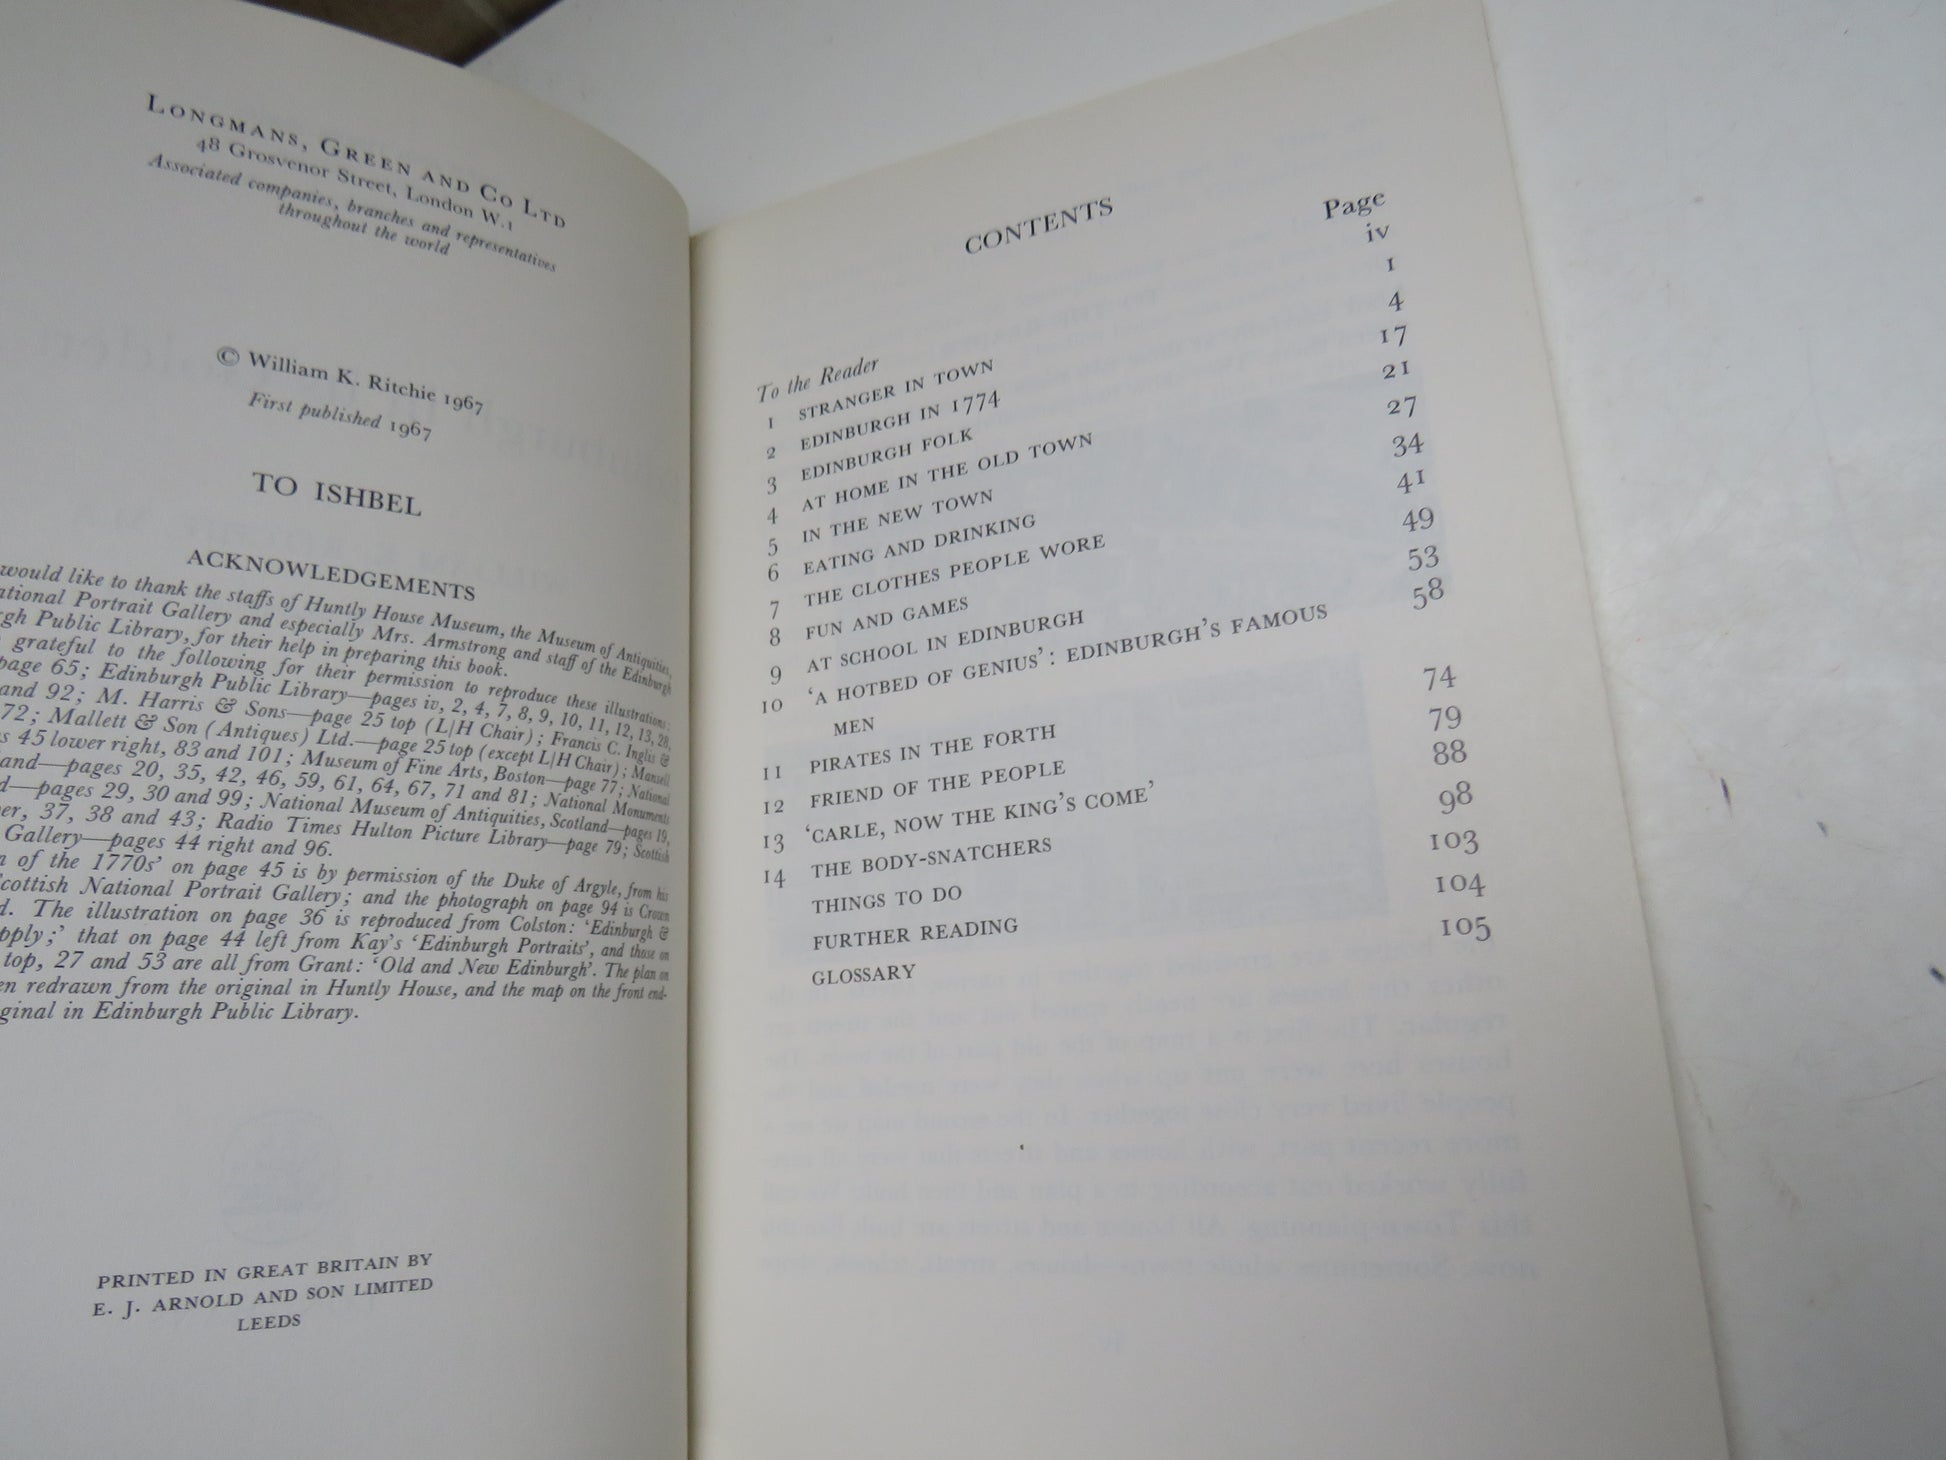 LONGMANS, GREEN AND CO LTD
48 Grosvenor Street, London W.1
Associated companies, branches and representatives
throughout the world
© William K. Ritchie 1967
First published 1967
TO ISHBEL
ACKNOWLEDGEMENTS
would like to thank the staffs of Huntly House Museum, the Museum of Antiquities,
National Portrait Gallery and especially Mrs. Armstrong and staff of the Edinburgh
Public Library, for their help in preparing this book.
grateful to the following for their permission to reproduce these illustrations:
page 65; Edinburgh Public Library—pages iv, 2, 4, 7, 8, 9, 10, 11, 12, 13, 28,
and 92; M. Harris & Sons—page 25 top (L/H Chair); Francis C. Inglis &
72; Mallett & Son (Antiques) Ltd.—page 25 top (except L/H Chair); Mansell
45 lower right, 83 and 101; Museum of Fine Arts, Boston—page 77; National
and—pages 20, 35, 42, 46, 59, 61, 64, 67, 71 and 81; National Monuments
d—pages 29, 30 and 99; National Museum of Antiquities, Scotland—pages 19,
er, 37, 38 and 43; Radio Times Hulton Picture Library—page 79; Scottish
Gallery—pages 44 right and 96.
n of the 1770s' on page 45 is by permission of the Duke of Argyle, from his
cottish National Portrait Gallery; and the photograph on page 94 is Crown
d. The illustration on page 36 is reproduced from Colston: 'Edinburgh &
pply;' that on page 44 left from Kay's 'Edinburgh Portraits', and those on
top, 27 and 53 are all from Grant: 'Old and New Edinburgh'. The plan on
en redrawn from the original in Huntly House, and the map on the front end-
ginal in Edinburgh Public Library.
PRINTED IN GREAT BRITAIN BY
E. J. ARNOLD AND SON LIMITED
LEEDS
CONTENTS
Page
To the Reader iv
1 STRANGER IN TOWN 1
2 EDINBURGH IN 1774 4
3 EDINBURGH FOLK 17
4 AT HOME IN THE OLD TOWN 21
5 IN THE NEW TOWN 27
6 EATING AND DRINKING 34
7 THE CLOTHES PEOPLE WORE 41
8 FUN AND GAMES 49
9 AT SCHOOL IN EDINBURGH 53
10 'A HOTBED OF GENIUS': EDINBURGH'S FAMOUS 58
MEN
11 PIRATES IN THE FORTH 74
12 FRIEND OF THE PEOPLE 79
13 'CARLE, NOW THE KING'S COME' 88
14 THE BODY-SNATCHERS 98
THINGS TO DO 103
FURTHER READING 104
GLOSSARY 105